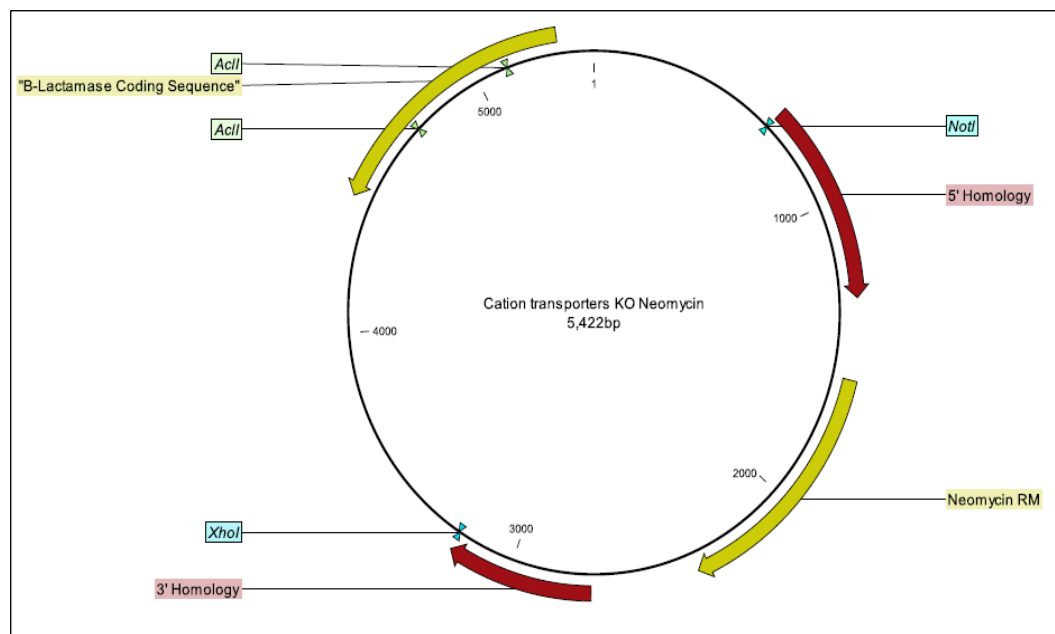 AclI
"B-Lactamase Coding Sequence"
AclI
5000
1
NotI
5' Homology
1000
Cation transporters KO Neomycin
5,422bp
4000
2000
Neomycin RM
XhoI
3000
3' Homology